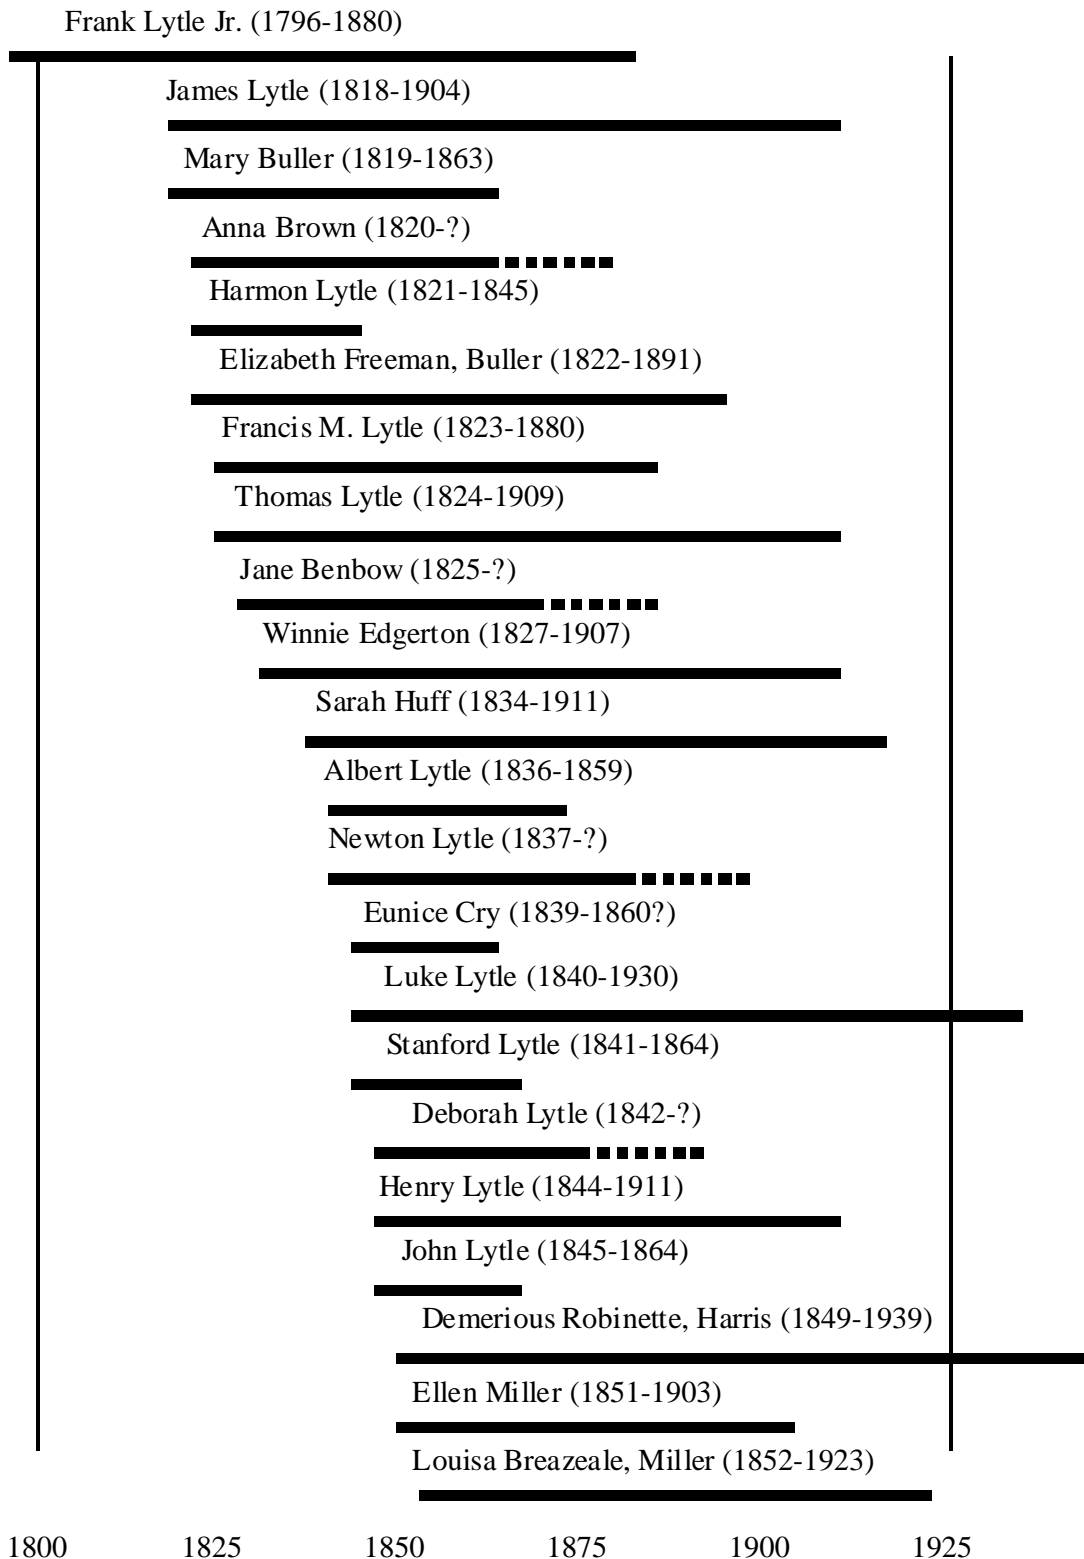 Frank Lytle Jr. (1796-1880)
James Lytle (1818-1904)
Mary Buller (1819-1863)
Anna Brown (1820-?)
Harmon Lytle (1821-1845)
Elizabeth Freeman, Buller (1822-1891)
Francis M. Lytle (1823-1880)
Thomas Lytle (1824-1909)
Jane Benbow (1825-?)
Winnie Edgerton (1827-1907)
Sarah Huff (1834-1911)
Albert Lytle (1836-1859)
Newton Lytle (1837-?)
Eunice Cry (1839-1860?)
Luke Lytle (1840-1930)
Stanford Lytle (1841-1864)
Deborah Lytle (1842-?)
Henry Lytle (1844-1911)
John Lytle (1845-1864)
Demerious Robinette, Harris (1849-1939)
Ellen Miller (1851-1903)
Louisa Breazeale, Miller (1852-1923)
1800 1825 1850 1875 1900 1925